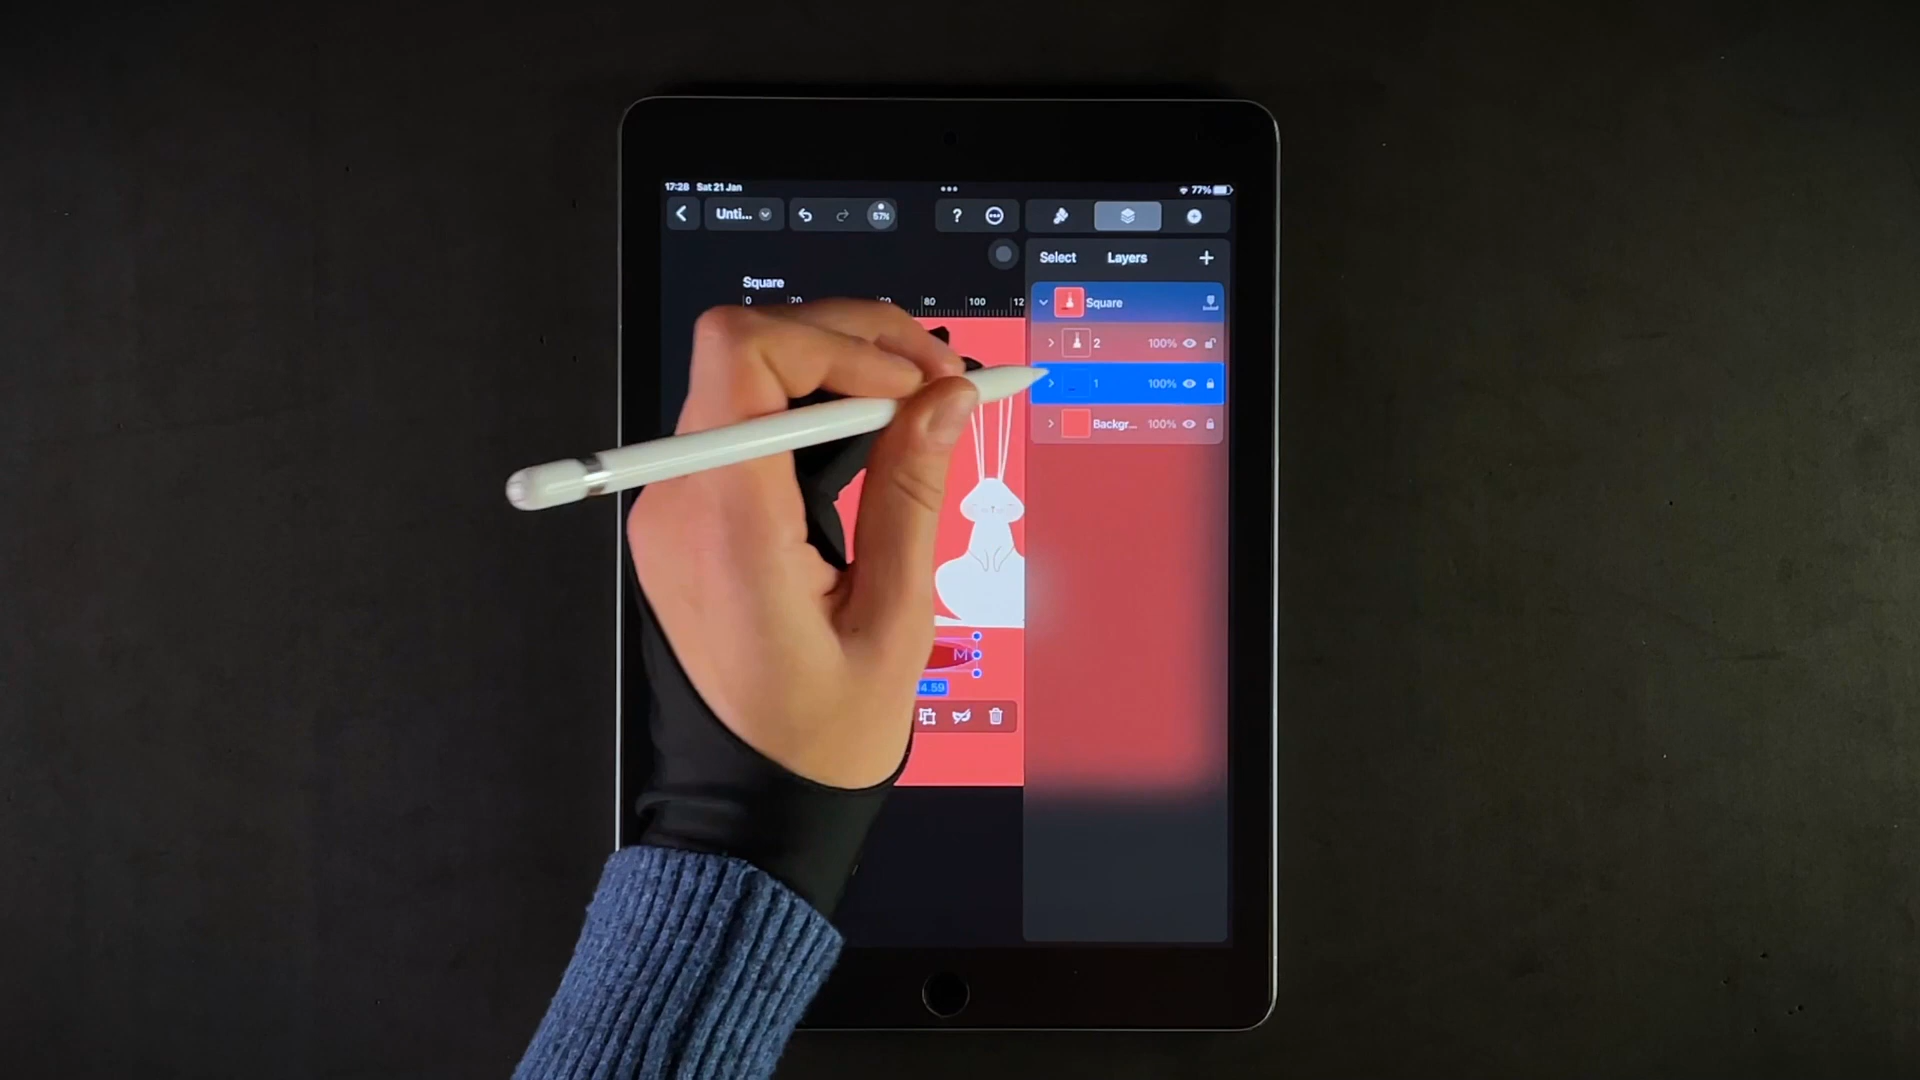 17:28 Sat 21 Jan
77%
Unti...
57%
?
Select Layers
Square
0 20 60 80 100 12
Square
2 100%
1 100%
Backgr... 100%
M
4.59